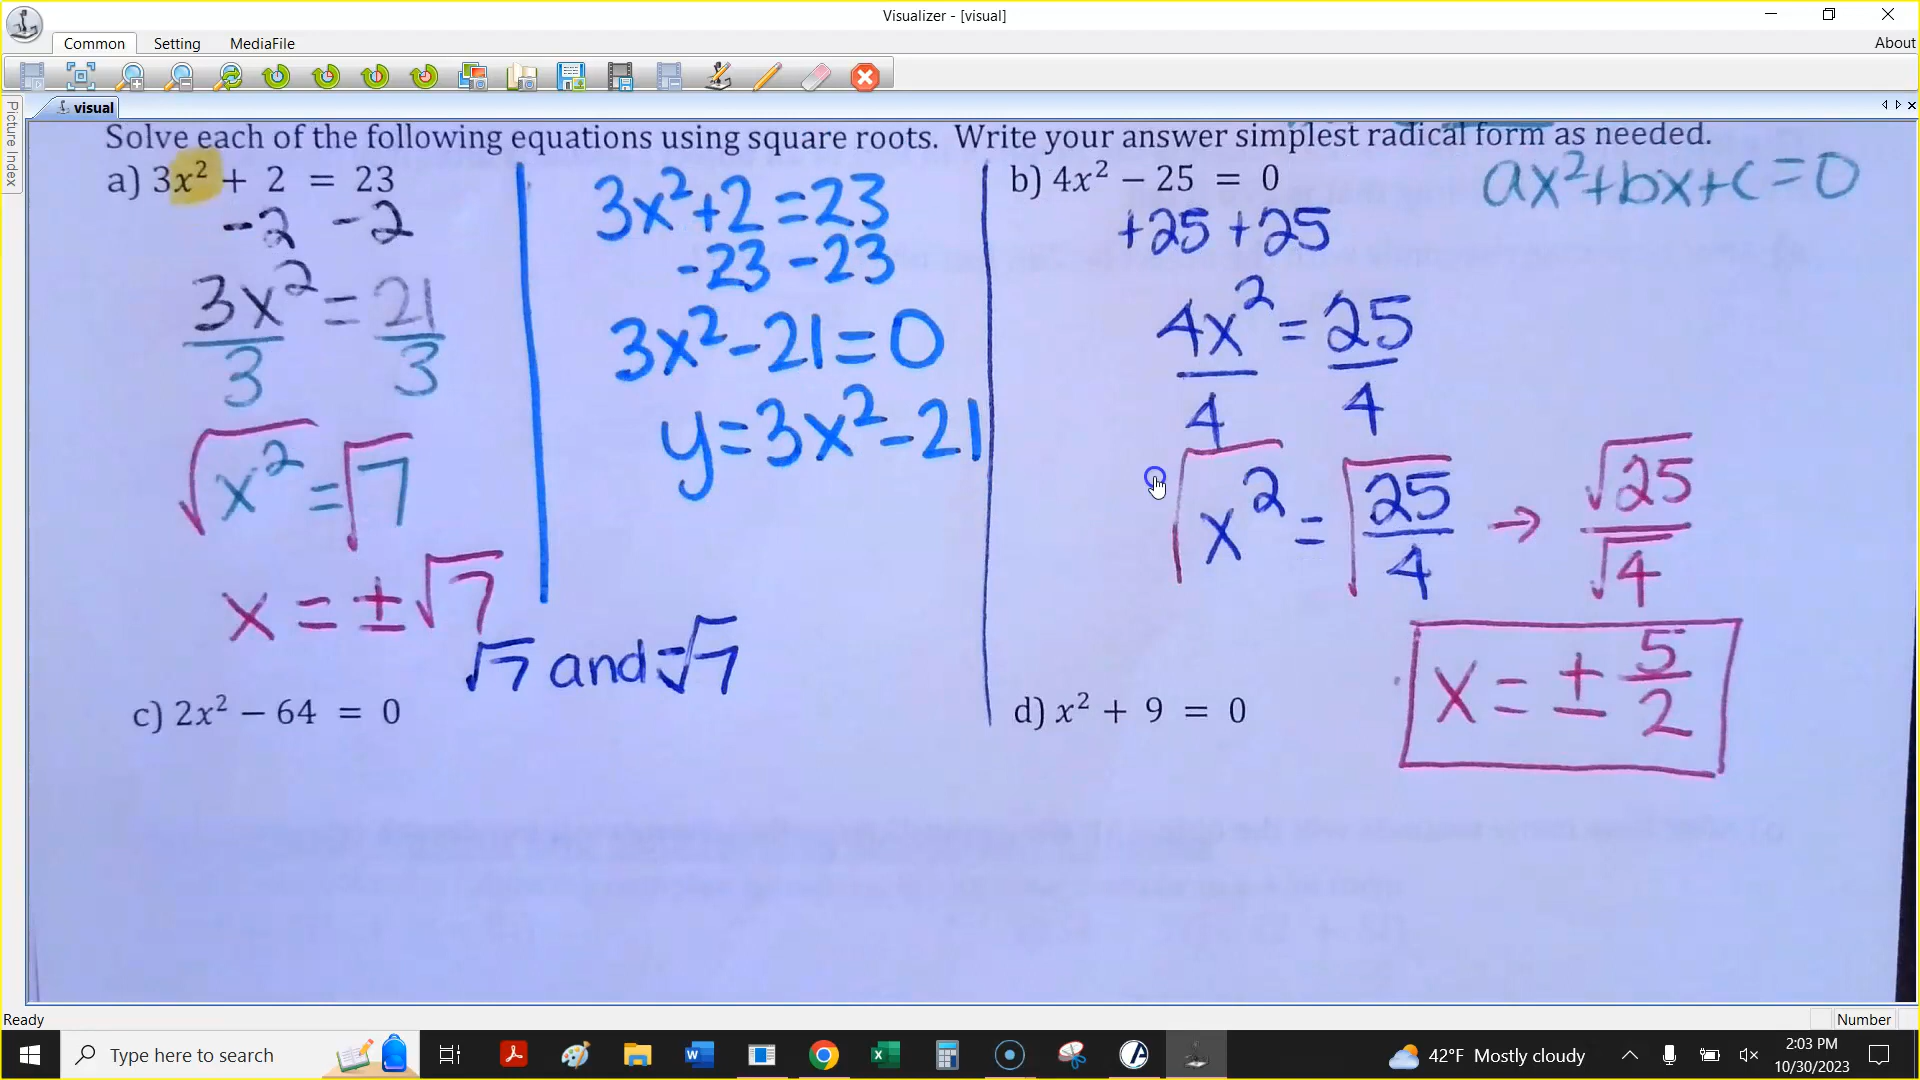 Visualizer - [visual]
Common Setting MediaFile About
Picture Index
visual
Solve each of the following equations using square roots. Write your answer simplest radical form as needed.
a) 3x² + 2 = 23
-2 -2
3x² = 21
3 3
√x² = √7
x = ±√7
√7 and -√7
3x²+2=23
-23 -23
3x²-21=0
y=3x²-21
b) 4x² − 25 = 0
+25 +25
4x² = 25
4 4
√x² = √25/4 → √25/√4
x = ± 5/2
ax²+bx+c=0
c) 2x² − 64 = 0
d) x² + 9 = 0
Ready
Number
Type here to search
42°F Mostly cloudy
2:03 PM
10/30/2023